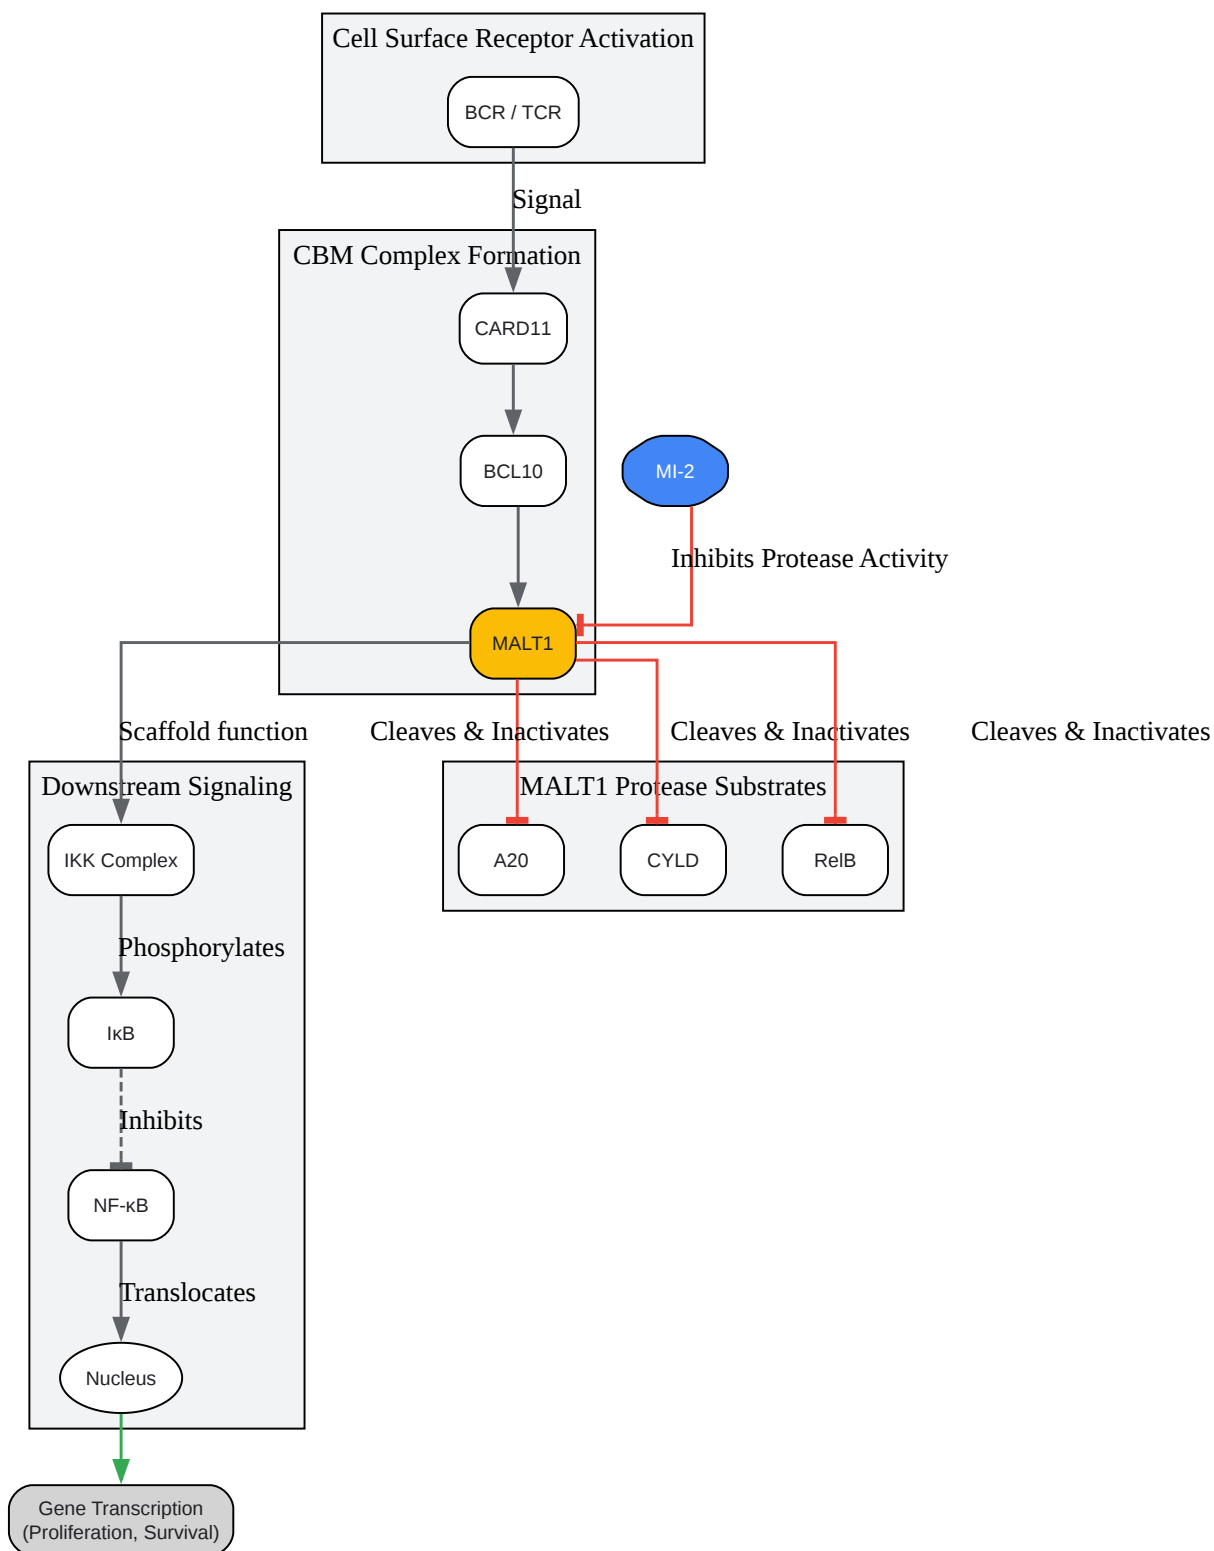 Cell Surface Receptor Activation
BCR / TCR
Signal
CBM Complex Formation
CARD11
BCL10
MI-2
Inhibits Protease Activity
MALT1
Scaffold function
Cleaves & Inactivates
Cleaves & Inactivates
Cleaves & Inactivates
Downstream Signaling
MALT1 Protease Substrates
IKK Complex
A20
CYLD
RelB
Phosphorylates
IκB
Inhibits
NF-κB
Translocates
Nucleus
Gene Transcription
(Proliferation, Survival)